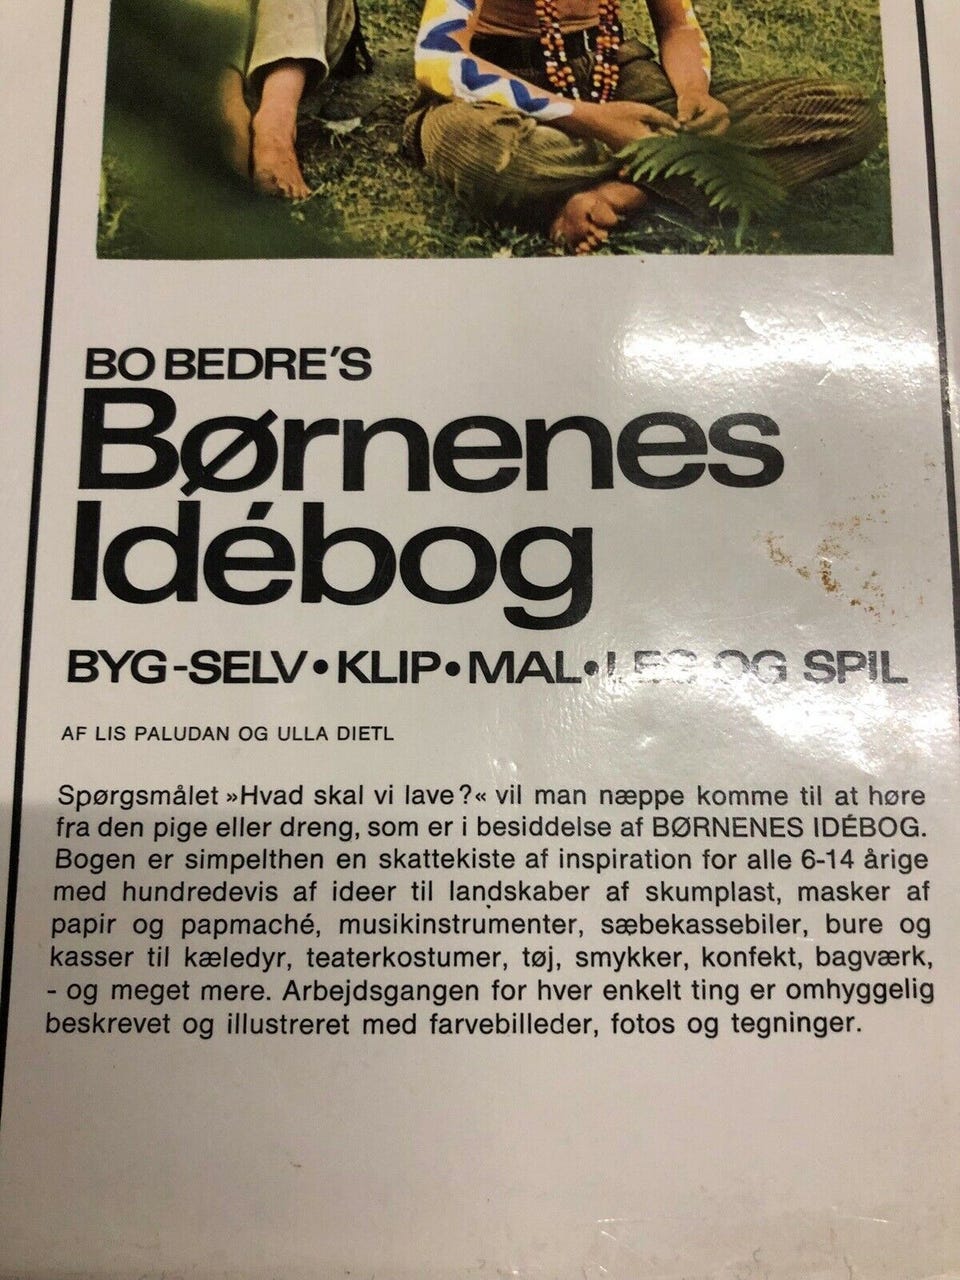 BO BEDRE'S
Børnenes
Idébog
BYG-SELV•KLIP•MAL•LEG OG SPIL
AF LIS PALUDAN OG ULLA DIETL
Spørgsmålet »Hvad skal vi lave?« vil man næppe komme til at høre
fra den pige eller dreng, som er i besiddelse af BØRNENES IDÉBOG.
Bogen er simpelthen en skattekiste af inspiration for alle 6-14 årige
med hundredevis af ideer til landskaber af skumplast, masker af
papir og papmaché, musikinstrumenter, sæbekassebiler, bure og
kasser til kæledyr, teaterkostumer, tøj, smykker, konfekt, bagværk,
- og meget mere. Arbejdsgangen for hver enkelt ting er omhyggelig
beskrevet og illustreret med farvebilleder, fotos og tegninger.